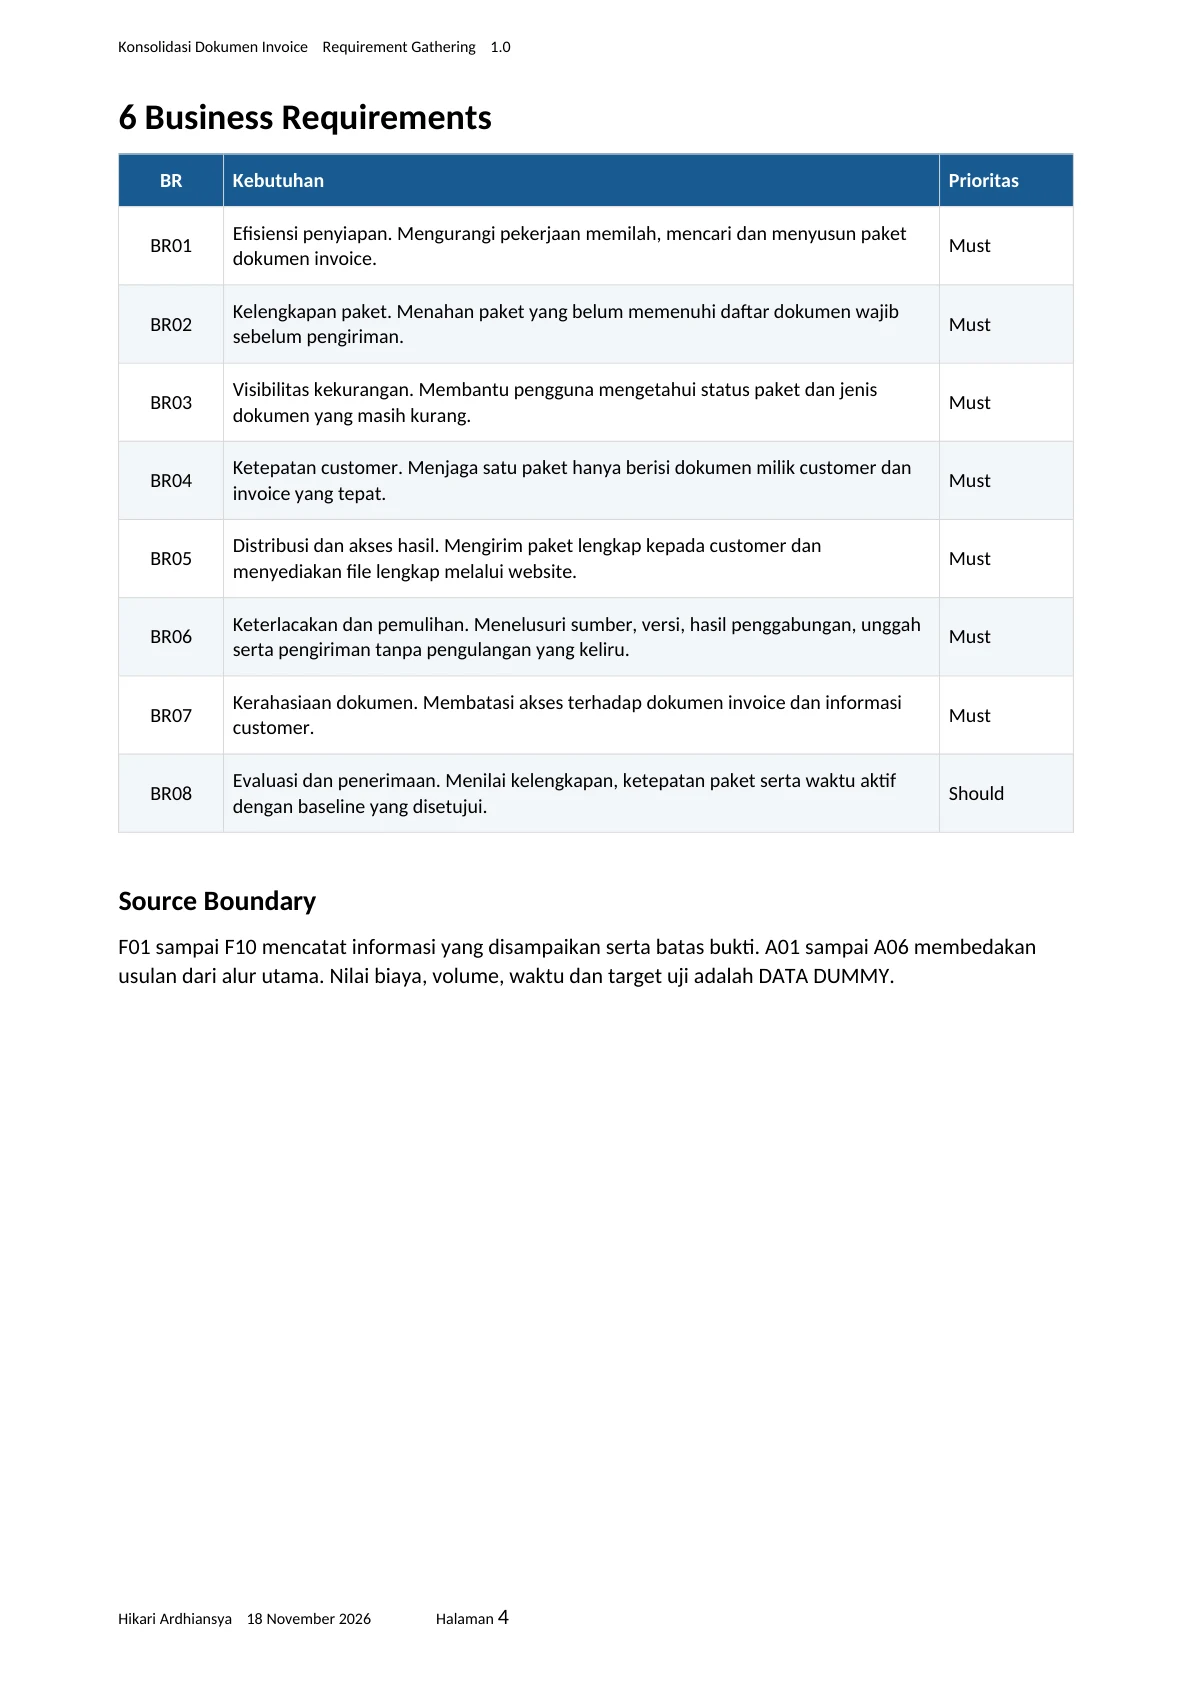 Konsolidasi Dokumen Invoice Requirement Gathering 1.0
6 Business Requirements
BR Kebutuhan Prioritas
BR01 Efisiensi penyiapan. Mengurangi pekerjaan memilah, mencari dan menyusun paket dokumen invoice. Must
BR02 Kelengkapan paket. Menahan paket yang belum memenuhi daftar dokumen wajib sebelum pengiriman. Must
BR03 Visibilitas kekurangan. Membantu pengguna mengetahui status paket dan jenis dokumen yang masih kurang. Must
BR04 Ketepatan customer. Menjaga satu paket hanya berisi dokumen milik customer dan invoice yang tepat. Must
BR05 Distribusi dan akses hasil. Mengirim paket lengkap kepada customer dan menyediakan file lengkap melalui website. Must
BR06 Keterlacakan dan pemulihan. Menelusuri sumber, versi, hasil penggabungan, unggah serta pengiriman tanpa pengulangan yang keliru. Must
BR07 Kerahasiaan dokumen. Membatasi akses terhadap dokumen invoice dan informasi customer. Must
BR08 Evaluasi dan penerimaan. Menilai kelengkapan, ketepatan paket serta waktu aktif dengan baseline yang disetujui. Should
Source Boundary
F01 sampai F10 mencatat informasi yang disampaikan serta batas bukti. A01 sampai A06 membedakan
usulan dari alur utama. Nilai biaya, volume, waktu dan target uji adalah DATA DUMMY.
Hikari Ardhiansya 18 November 2026 Halaman 4